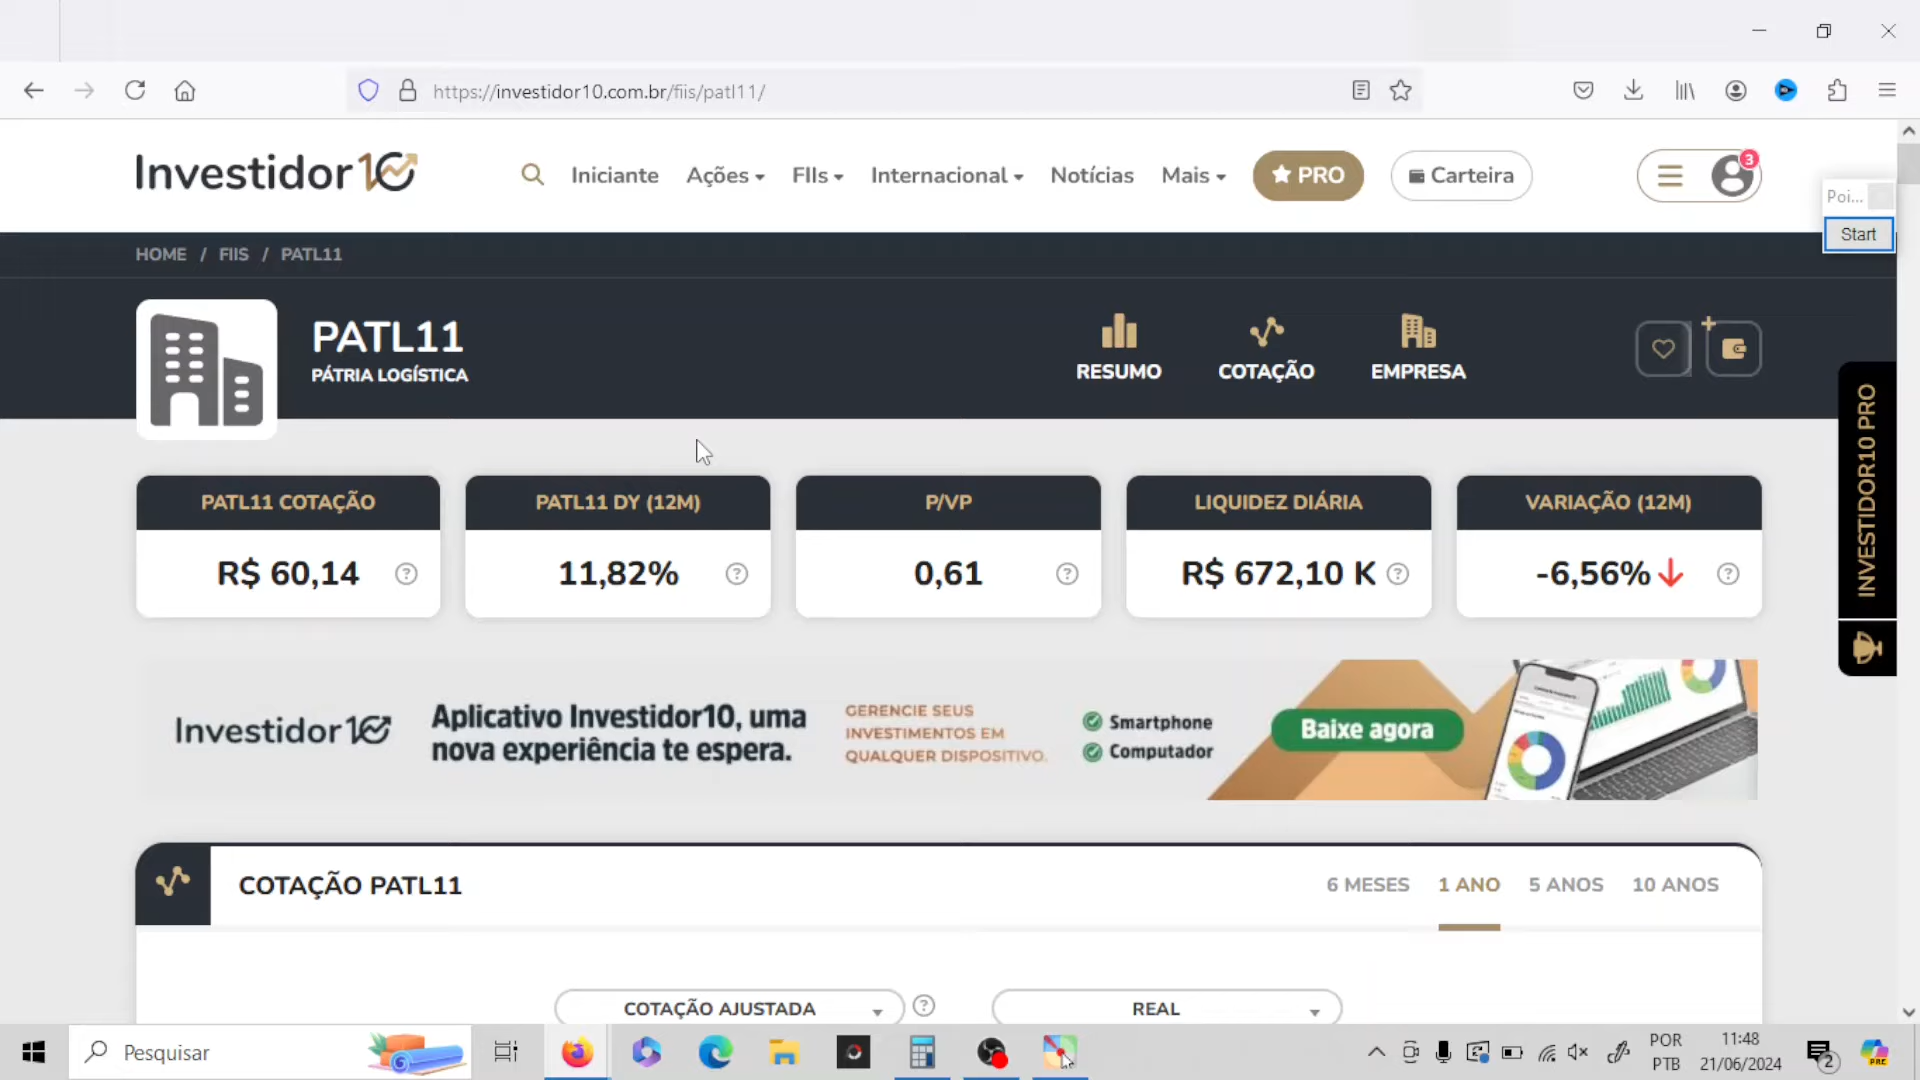 https://investidor10.com.br/fiis/patl11/
Investidor10
Iniciante
Ações
FIIs
Internacional
Notícias
Mais
PRO
Carteira
3
Poi...
Start
HOME / FIIS / PATL11
PATL11
PÁTRIA LOGÍSTICA
RESUMO
COTAÇÃO
EMPRESA
INVESTIDOR10 PRO
PATL11 COTAÇÃO
R$ 60,14
PATL11 DY (12M)
11,82%
P/VP
0,61
LIQUIDEZ DIÁRIA
R$ 672,10 K
VARIAÇÃO (12M)
-6,56%
Investidor10
Aplicativo Investidor10, uma
nova experiência te espera.
GERENCIE SEUS
INVESTIMENTOS EM
QUALQUER DISPOSITIVO.
Smartphone
Computador
Baixe agora
COTAÇÃO PATL11
6 MESES
1 ANO
5 ANOS
10 ANOS
COTAÇÃO AJUSTADA
REAL
Pesquisar
POR
PTB
11:48
21/06/2024
2
PRE